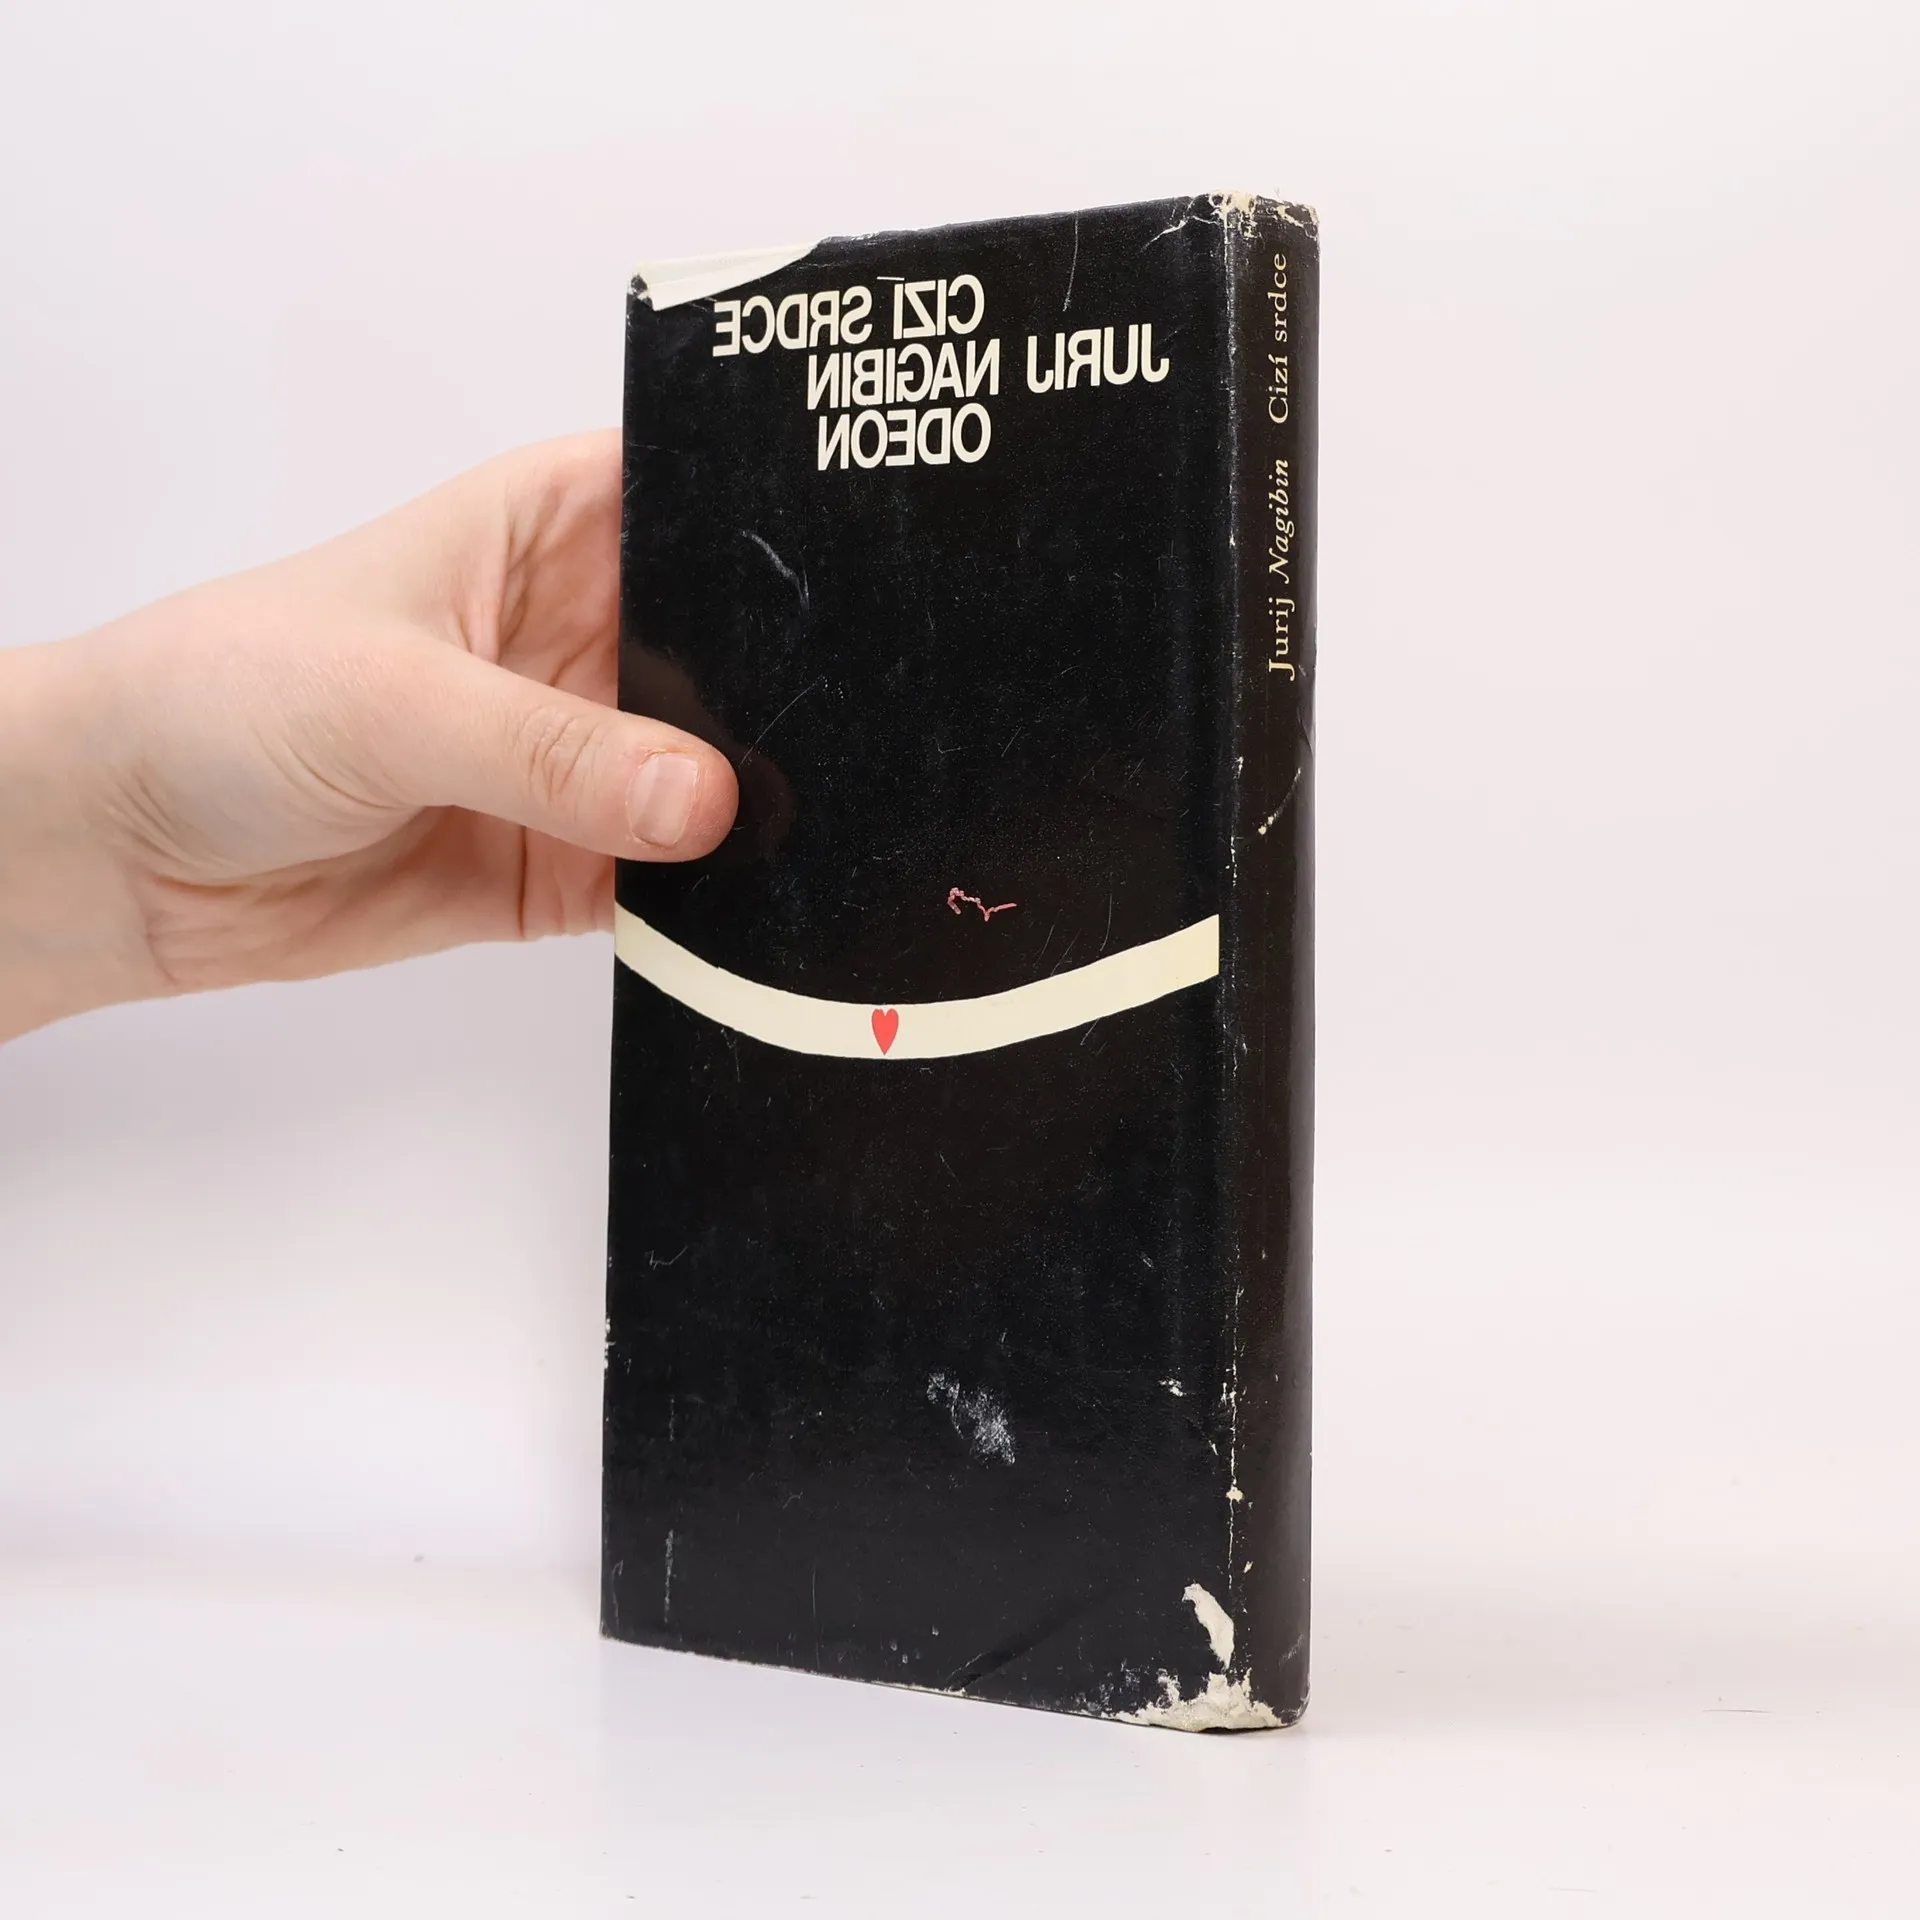 CIZÍ SRDCE
JURIJ NAGIBIN
ODEON
Jurij Nagibin Cizí srdce